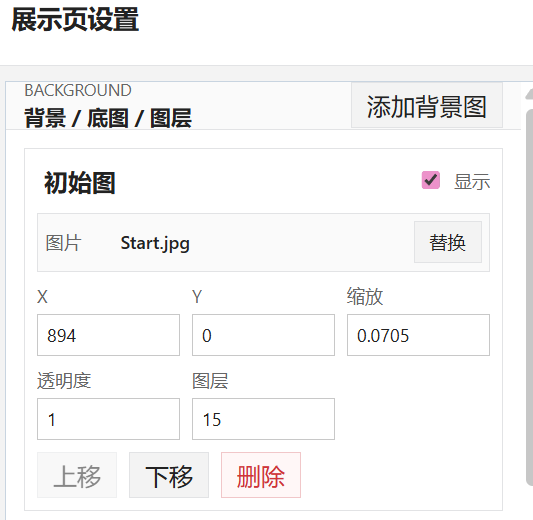 展示页设置
BACKGROUND
背景 / 底图 / 图层
添加背景图
初始图
显示
图片
Start.jpg
替换
X
Y
缩放
894
0
0.0705
透明度
图层
1
15
上移
下移
删除